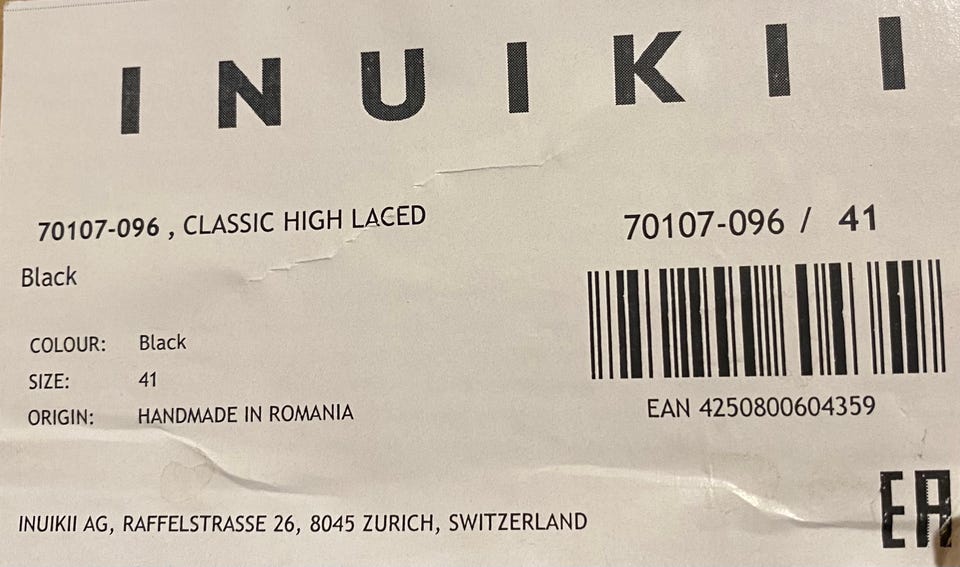 INUIKII
70107-096 , CLASSIC HIGH LACED
Black
COLOUR: Black
SIZE: 41
ORIGIN: HANDMADE IN ROMANIA
70107-096 / 41
EAN 4250800604359
INUIKII AG, RAFFELSTRASSE 26, 8045 ZURICH, SWITZERLAND
EAC